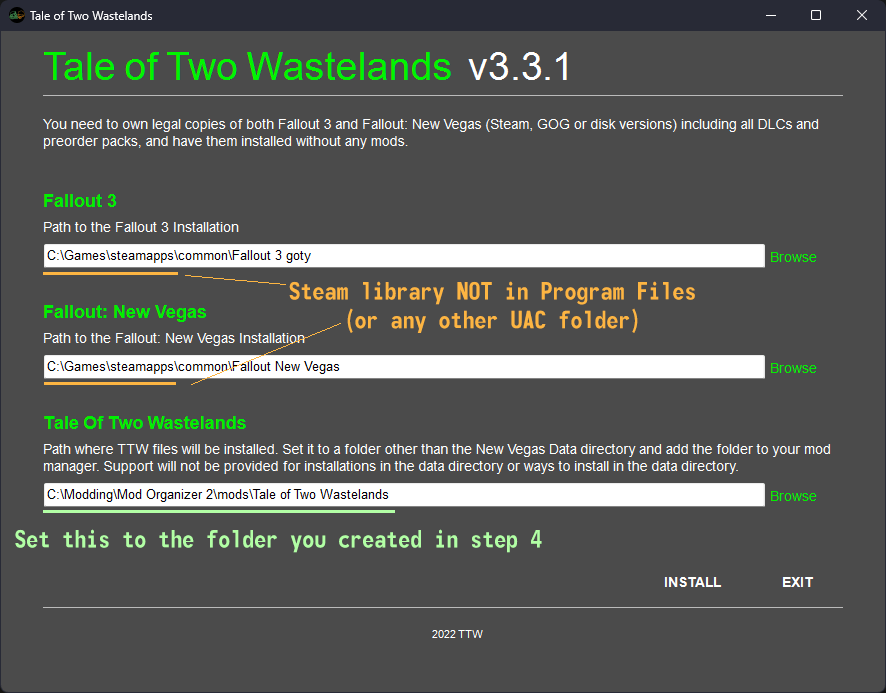 Tale of Two Wastelands
Tale of Two Wastelands v3.3.1
You need to own legal copies of both Fallout 3 and Fallout: New Vegas (Steam, GOG or disk versions) including all DLCs and
preorder packs, and have them installed without any mods.
Fallout 3
Path to the Fallout 3 Installation
C:\Games\steamapps\common\Fallout 3 goty
Browse
Steam library NOT in Program Files
(or any other UAC folder)
Fallout: New Vegas
Path to the Fallout: New Vegas Installation
C:\Games\steamapps\common\Fallout New Vegas
Browse
Tale Of Two Wastelands
Path where TTW files will be installed. Set it to a folder other than the New Vegas Data directory and add the folder to your mod
manager. Support will not be provided for installations in the data directory or ways to install in the data directory.
C:\Modding\Mod Organizer 2\mods\Tale of Two Wastelands
Browse
Set this to the folder you created in step 4
INSTALL
EXIT
2022 TTW